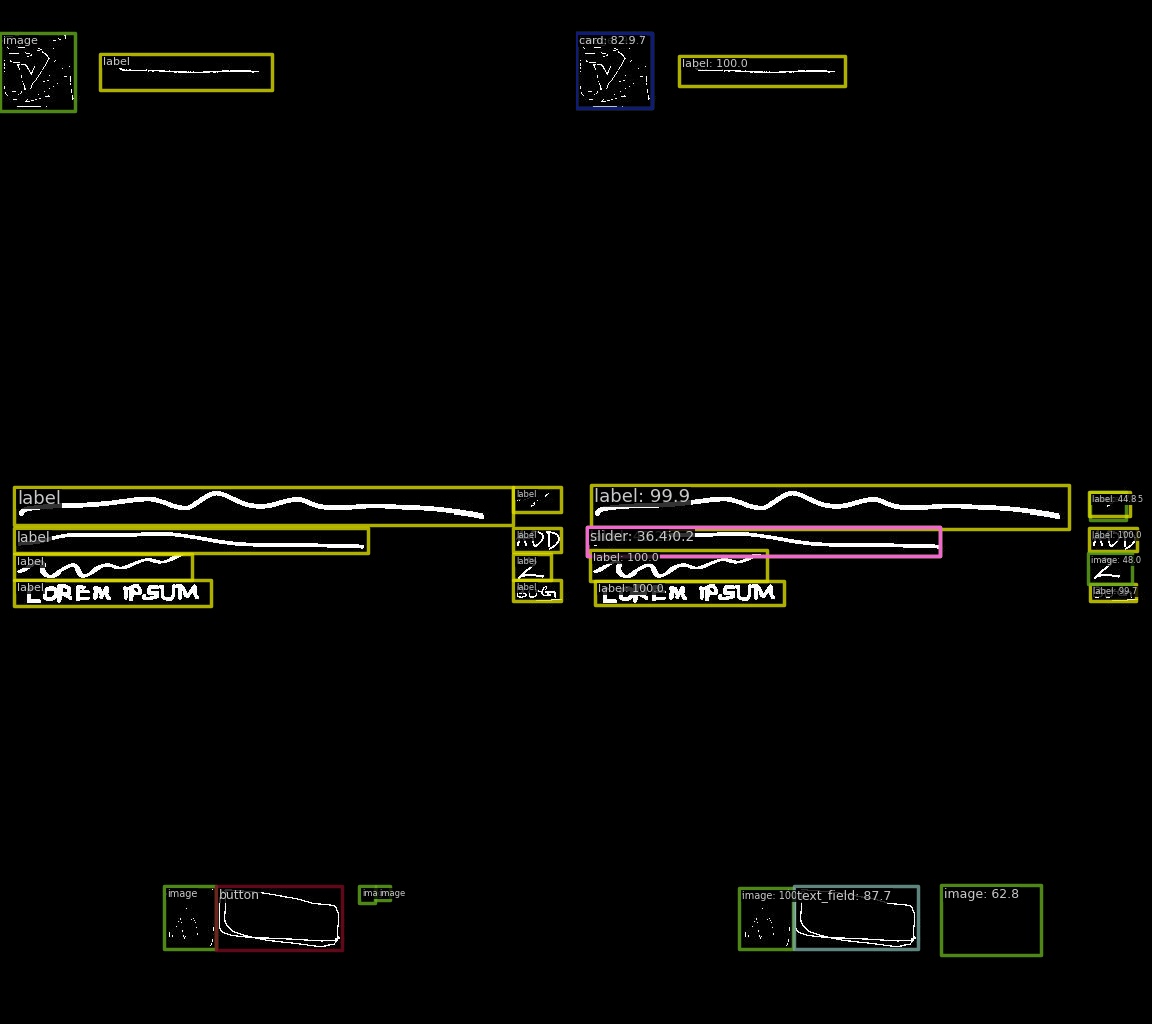 image card: 82.9.7
label label: 100.0
label label label: 99.9 label: 44.8
label label slider: 36.4 label: 100.0
label label label: 100.0 image: 48.0
label LOREM IPSUM label label: 100.0 LOREM IPSUM label: 99.7
image button ima image image: 100 text_field: 87.7 image: 62.8